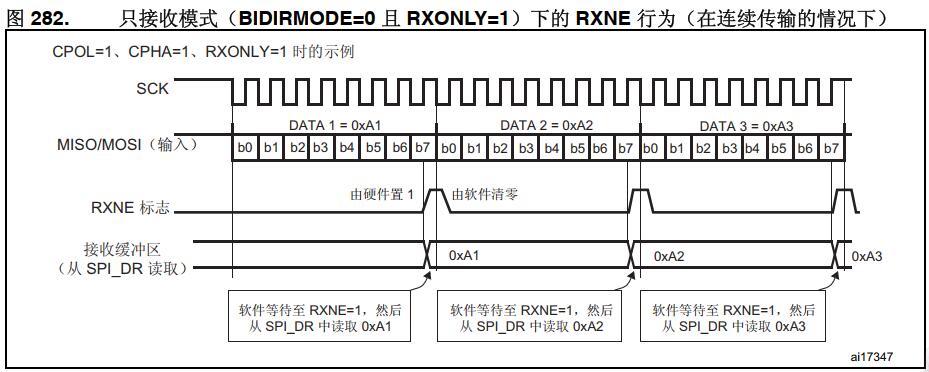 图 282. 只接收模式（BIDIRMODE=0 且 RXONLY=1）下的 RXNE 行为（在连续传输的情况下）
CPOL=1、CPHA=1、RXONLY=1 时的示例
SCK
DATA 1 = 0xA1 DATA 2 = 0xA2 DATA 3 = 0xA3
MISO/MOSI（输入） b0 b1 b2 b3 b4 b5 b6 b7 b0 b1 b2 b3 b4 b5 b6 b7 b0 b1 b2 b3 b4 b5 b6 b7
由硬件置 1 由软件清零
RXNE 标志
接收缓冲区
（从 SPI_DR 读取） 0xA1 0xA2 0xA3
软件等待至 RXNE=1，然后
从 SPI_DR 中读取 0xA1
软件等待至 RXNE=1，然后
从 SPI_DR 中读取 0xA2
软件等待至 RXNE=1，然后
从 SPI_DR 中读取 0xA3
ai17347